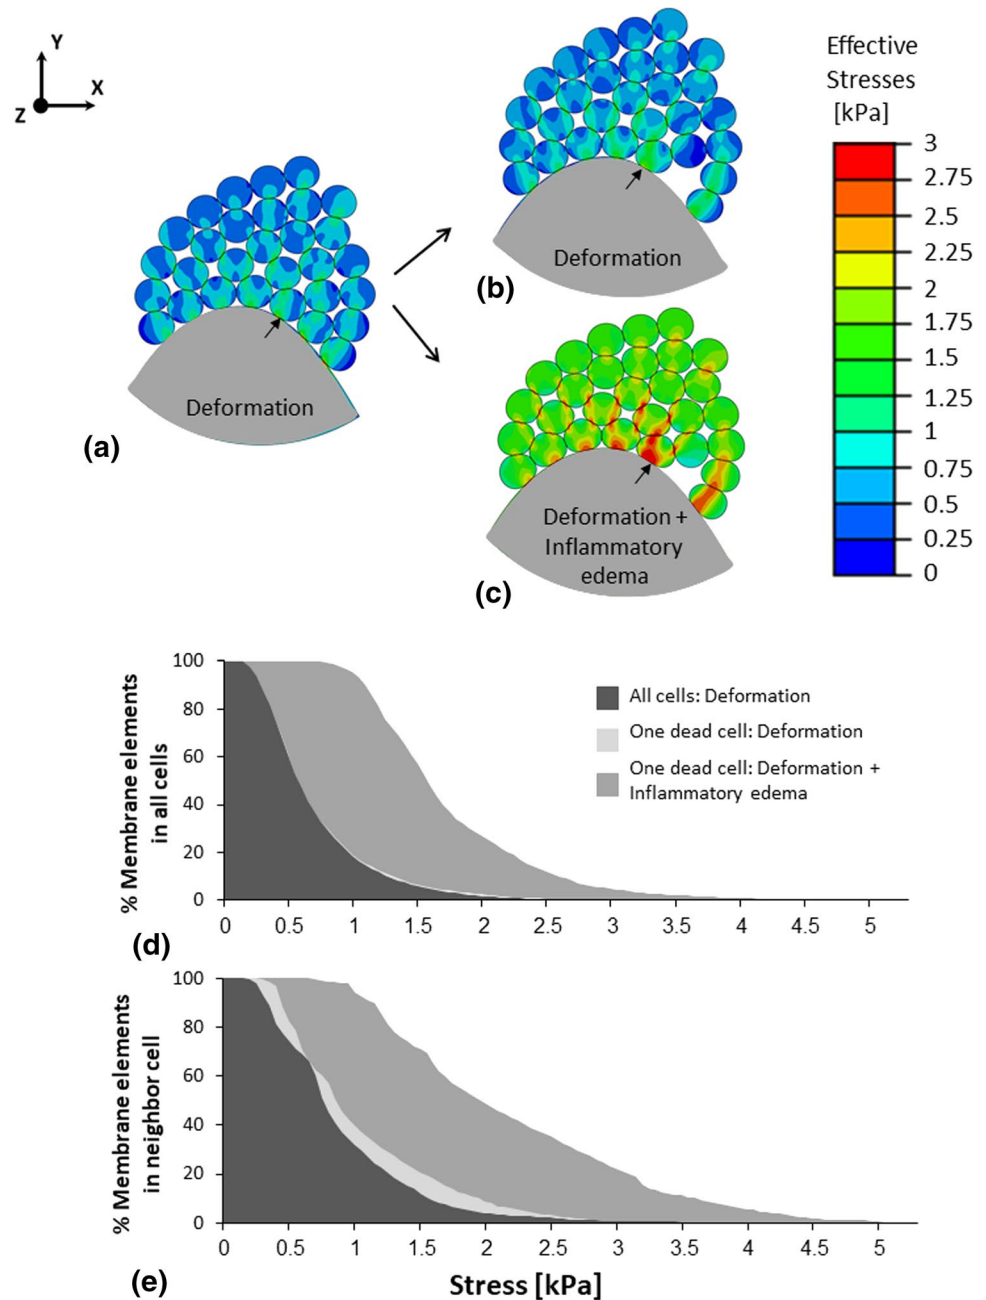 Y
X
Z
Effective
Stresses
[kPa]
3
2.75
2.5
2.25
2
1.75
1.5
1.25
1
0.75
0.5
0.25
0
Deformation
(a)
Deformation
(b)
Deformation +
Inflammatory
edema
(c)
% Membrane elements
in all cells
100
80
60
40
20
0
0 0.5 1 1.5 2 2.5 3 3.5 4 4.5 5
All cells: Deformation
One dead cell: Deformation
One dead cell: Deformation +
Inflammatory edema
(d)
% Membrane elements
in neighbor cell
100
80
60
40
20
0
0 0.5 1 1.5 2 2.5 3 3.5 4 4.5 5
(e)
Stress [kPa]